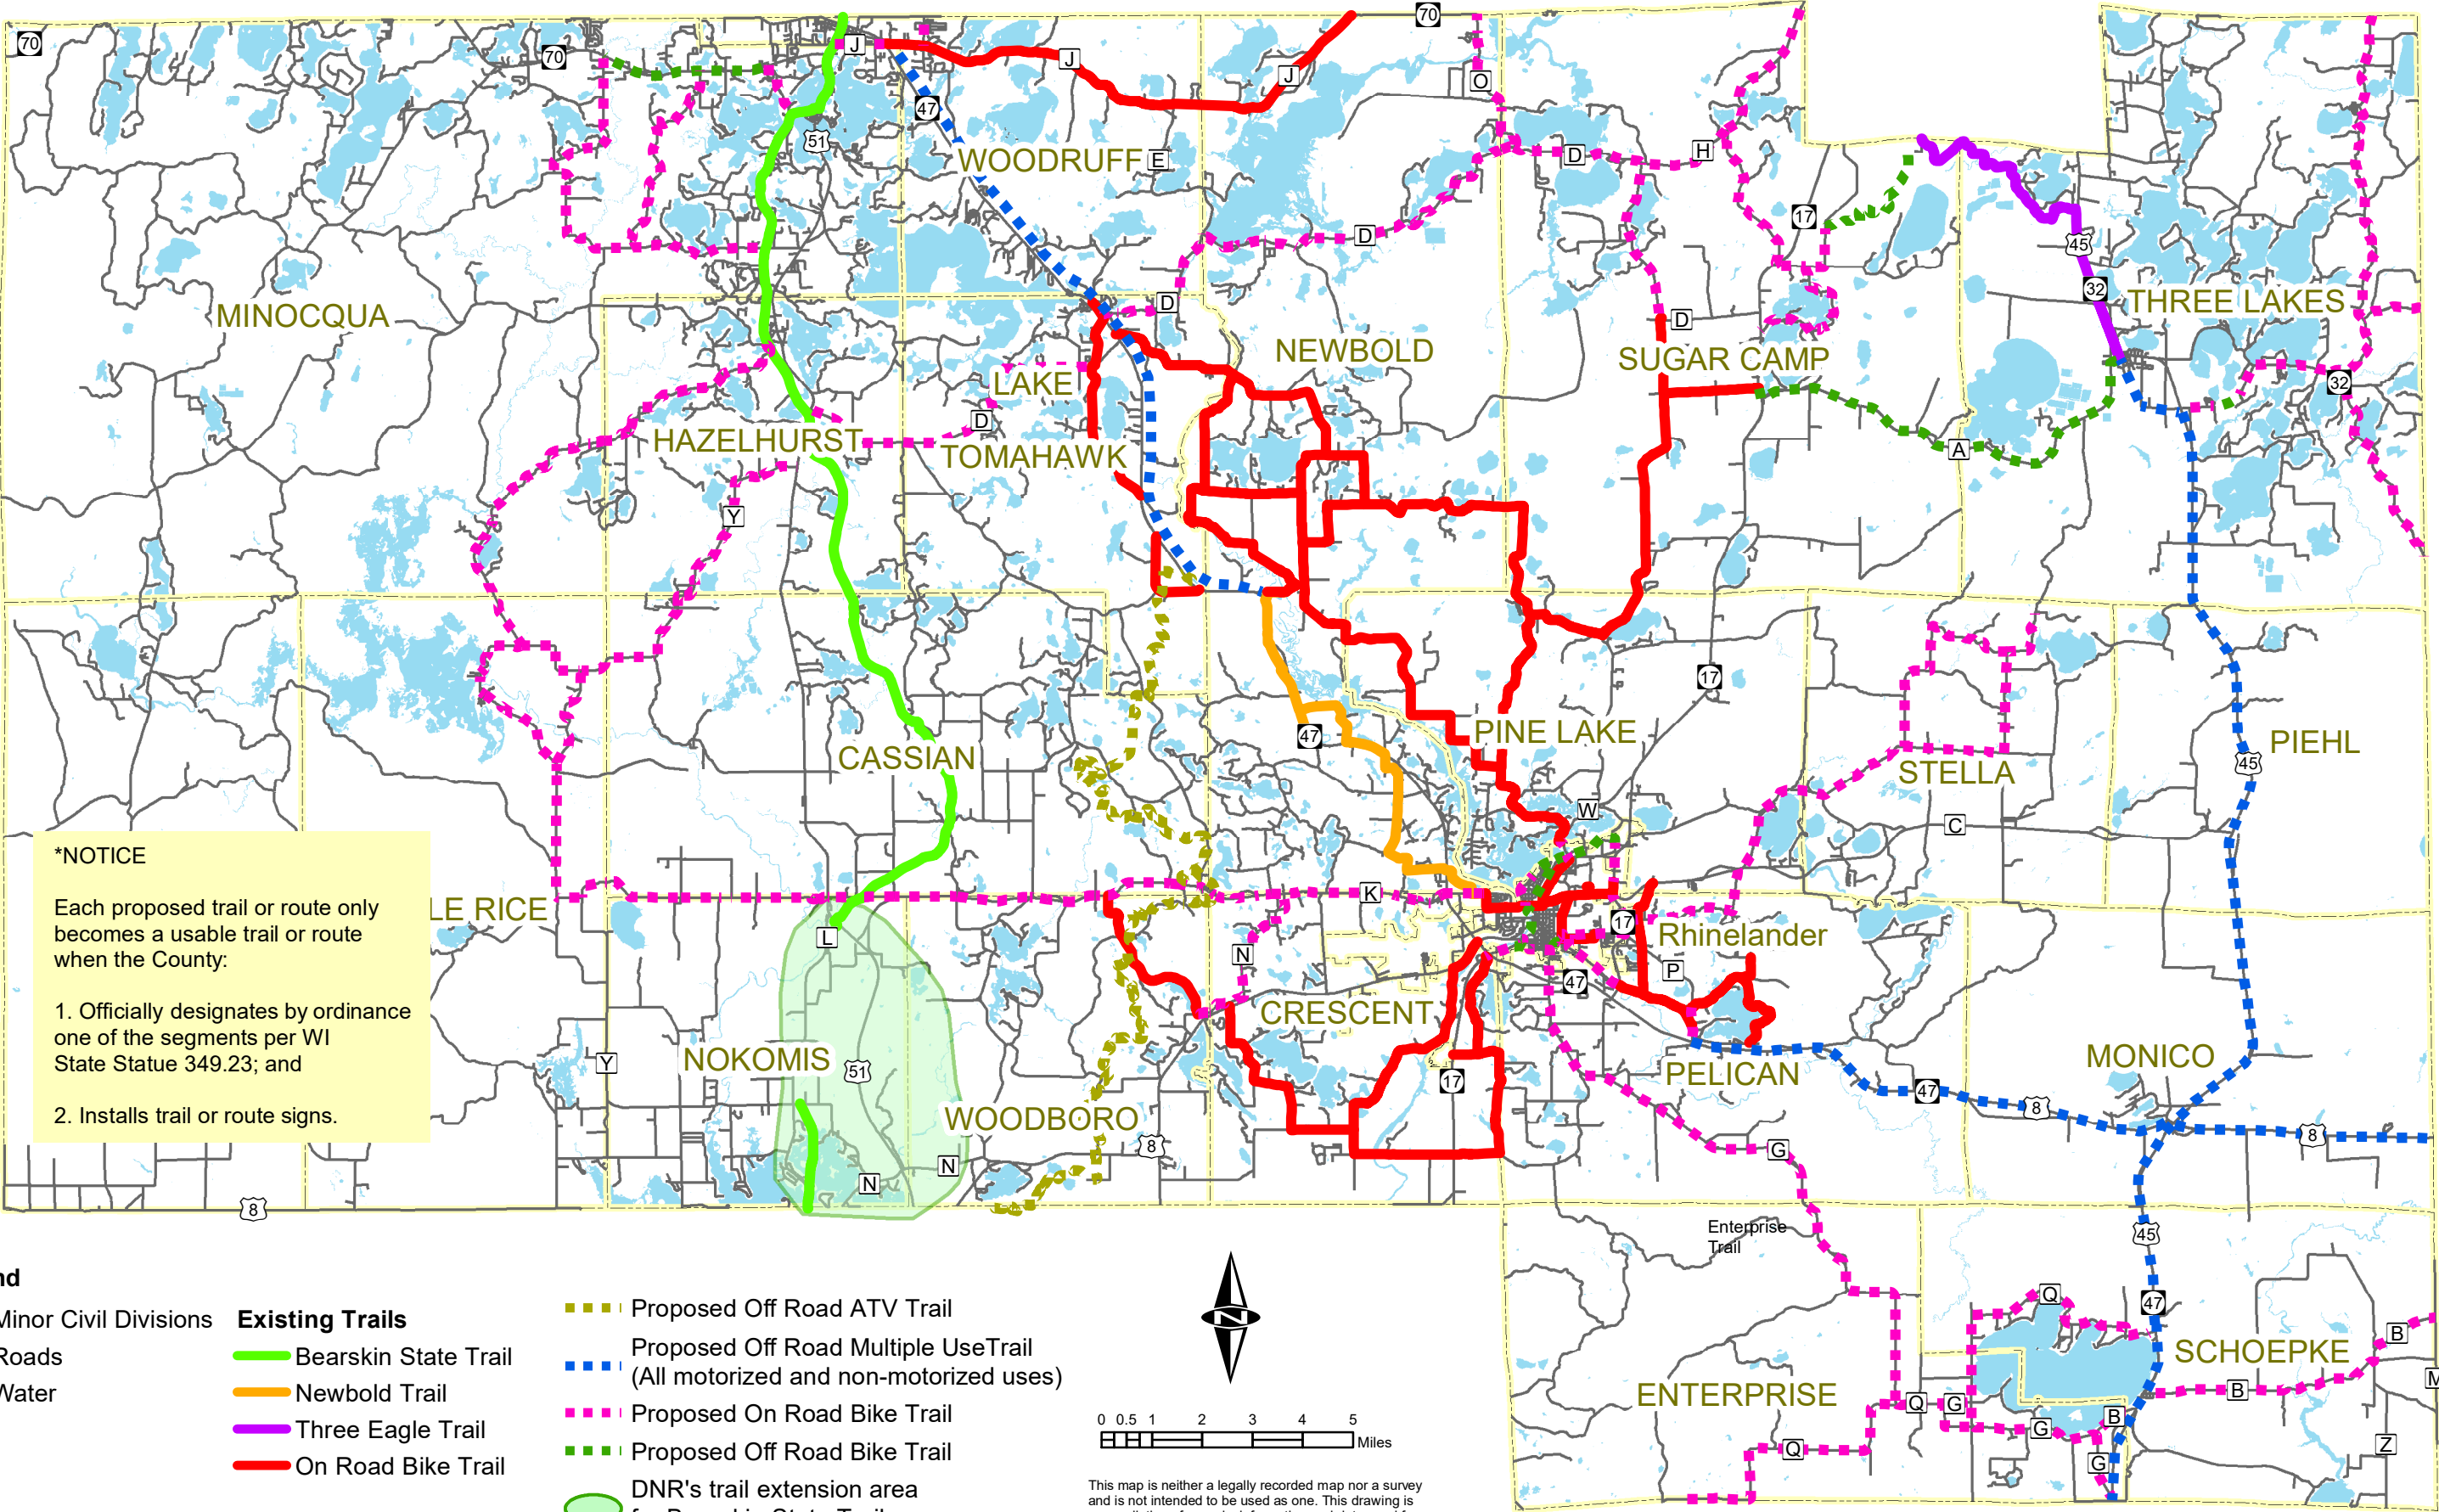 70
70
J
J
J
70
O
47
51
WOODRUFF
E
D
H
17
D
45
32
MINOCQUA
D
D
THREE LAKES
NEWBOLD
SUGAR CAMP
LAKE
32
D
HAZELHURST
TOMAHAWK
A
Y
17
47
PINE LAKE
PIEHL
45
CASSIAN
STELLA
W
C
*NOTICE
Each proposed trail or route only
becomes a usable trail or route
when the County:
1. Officially designates by ordinance
one of the segments per WI
State Statue 349.23; and
2. Installs trail or route signs.
LE RICE
K
L
17
Rhinelander
N
P
47
CRESCENT
NOKOMIS
51
Y
17
PELICAN
MONICO
47
8
8
WOODBORO
8
N
N
G
8
Enterprise
Trail
45
Q
47
SCHOEPKE
B
B
M
ENTERPRISE
Q
G
B
G
Q
G
Z
nd
Minor Civil Divisions
Roads
Water
Existing Trails
Bearskin State Trail
Newbold Trail
Three Eagle Trail
On Road Bike Trail
Proposed Off Road ATV Trail
Proposed Off Road Multiple UseTrail
(All motorized and non-motorized uses)
Proposed On Road Bike Trail
Proposed Off Road Bike Trail
DNR's trail extension area
N
0 0.5 1 2 3 4 5
Miles
This map is neither a legally recorded map nor a survey
and is not intended to be used as one. This drawing is